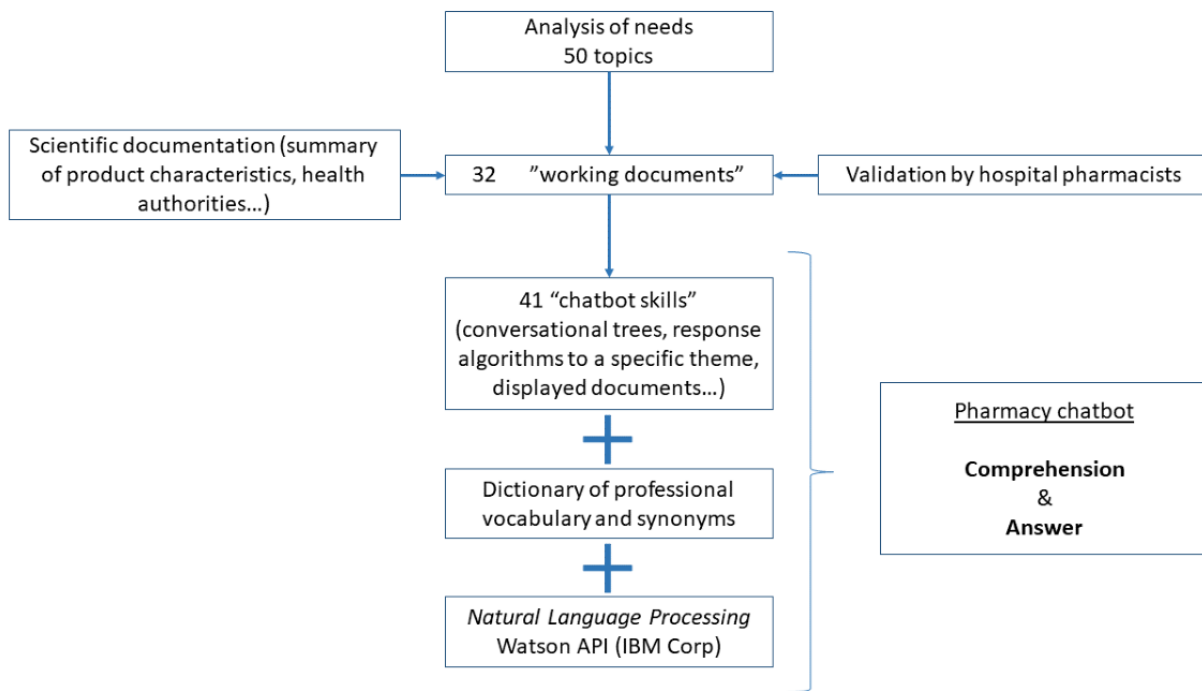 Analysis of needs
50 topics
Scientific documentation (summary
of product characteristics, health
authorities…)
32 ”working documents”
Validation by hospital pharmacists
41 “chatbot skills”
(conversational trees, response
algorithms to a specific theme,
displayed documents…)
+
Dictionary of professional
vocabulary and synonyms
+
Natural Language Processing
Watson API (IBM Corp)
Pharmacy chatbot
Comprehension
&
Answer